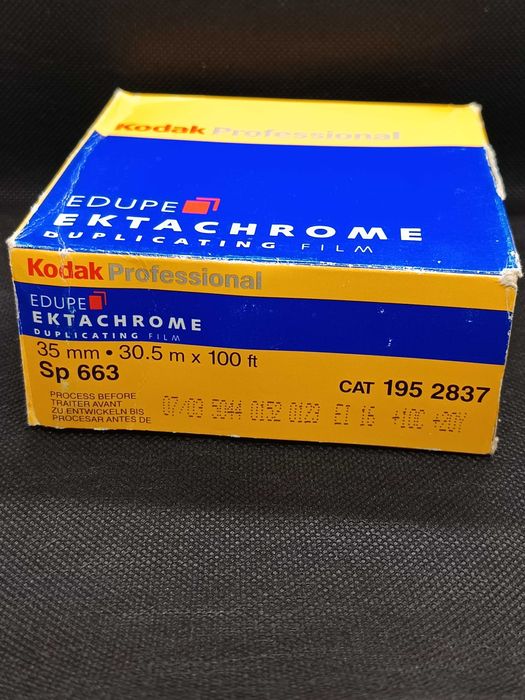 Kodak Professional
EDUPE
EKTACHROME
DUPLICATING FILM
Kodak Professional
EDUPE
EKTACHROME
DUPLICATING FILM
35 mm • 30.5 m x 100 ft
Sp 663
CAT 195 2837
PROCESS BEFORE
TRAITER AVANT
ZU ENTWICKELN BIS
PROCESAR ANTES DE
07/03 5044 0152 0123 EI 16 +10C +20Y